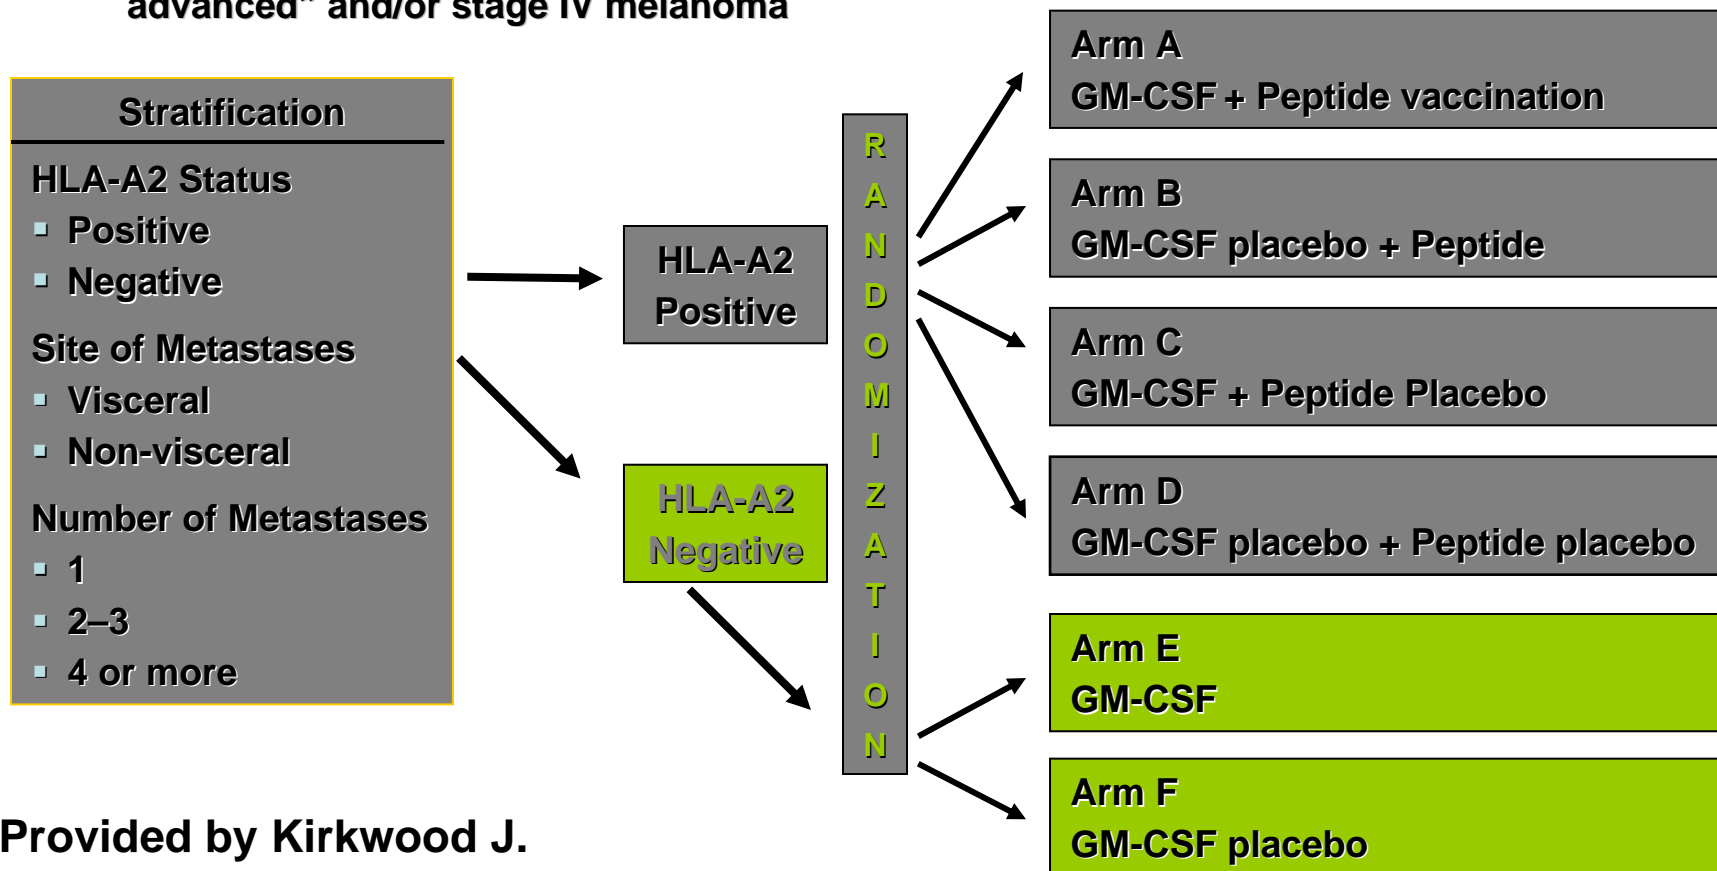 advanced" and/or stage IV melanoma
Stratification
HLA-A2 Status
▪ Positive
▪ Negative
Site of Metastases
▪ Visceral
▪ Non-visceral
Number of Metastases
▪ 1
▪ 2–3
▪ 4 or more
HLA-A2
Positive
HLA-A2
Negative
R
A
N
D
O
M
I
Z
A
T
I
O
N
Arm A
GM-CSF + Peptide vaccination
Arm B
GM-CSF placebo + Peptide
Arm C
GM-CSF + Peptide Placebo
Arm D
GM-CSF placebo + Peptide placebo
Arm E
GM-CSF
Arm F
GM-CSF placebo
Provided by Kirkwood J.